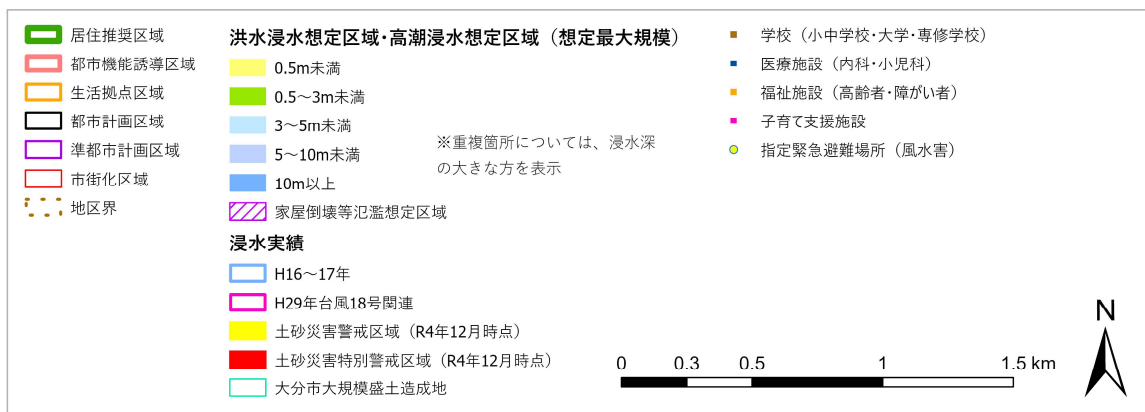 居住推奨区域
都市機能誘導区域
生活拠点区域
都市計画区域
準都市計画区域
市街化区域
地区界
洪水浸水想定区域・高潮浸水想定区域（想定最大規模）
0.5m未満
0.5～3m未満
3～5m未満
5～10m未満
10m以上
家屋倒壊等氾濫想定区域
※重複箇所については、浸水深
の大きな方を表示
浸水実績
H16～17年
H29年台風18号関連
土砂災害警戒区域（R4年12月時点）
土砂災害特別警戒区域（R4年12月時点）
大分市大規模盛土造成地
学校（小中学校・大学・専修学校）
医療施設（内科・小児科）
福祉施設（高齢者・障がい者）
子育て支援施設
指定緊急避難場所（風水害）
0 0.3 0.5 1 1.5 km
N